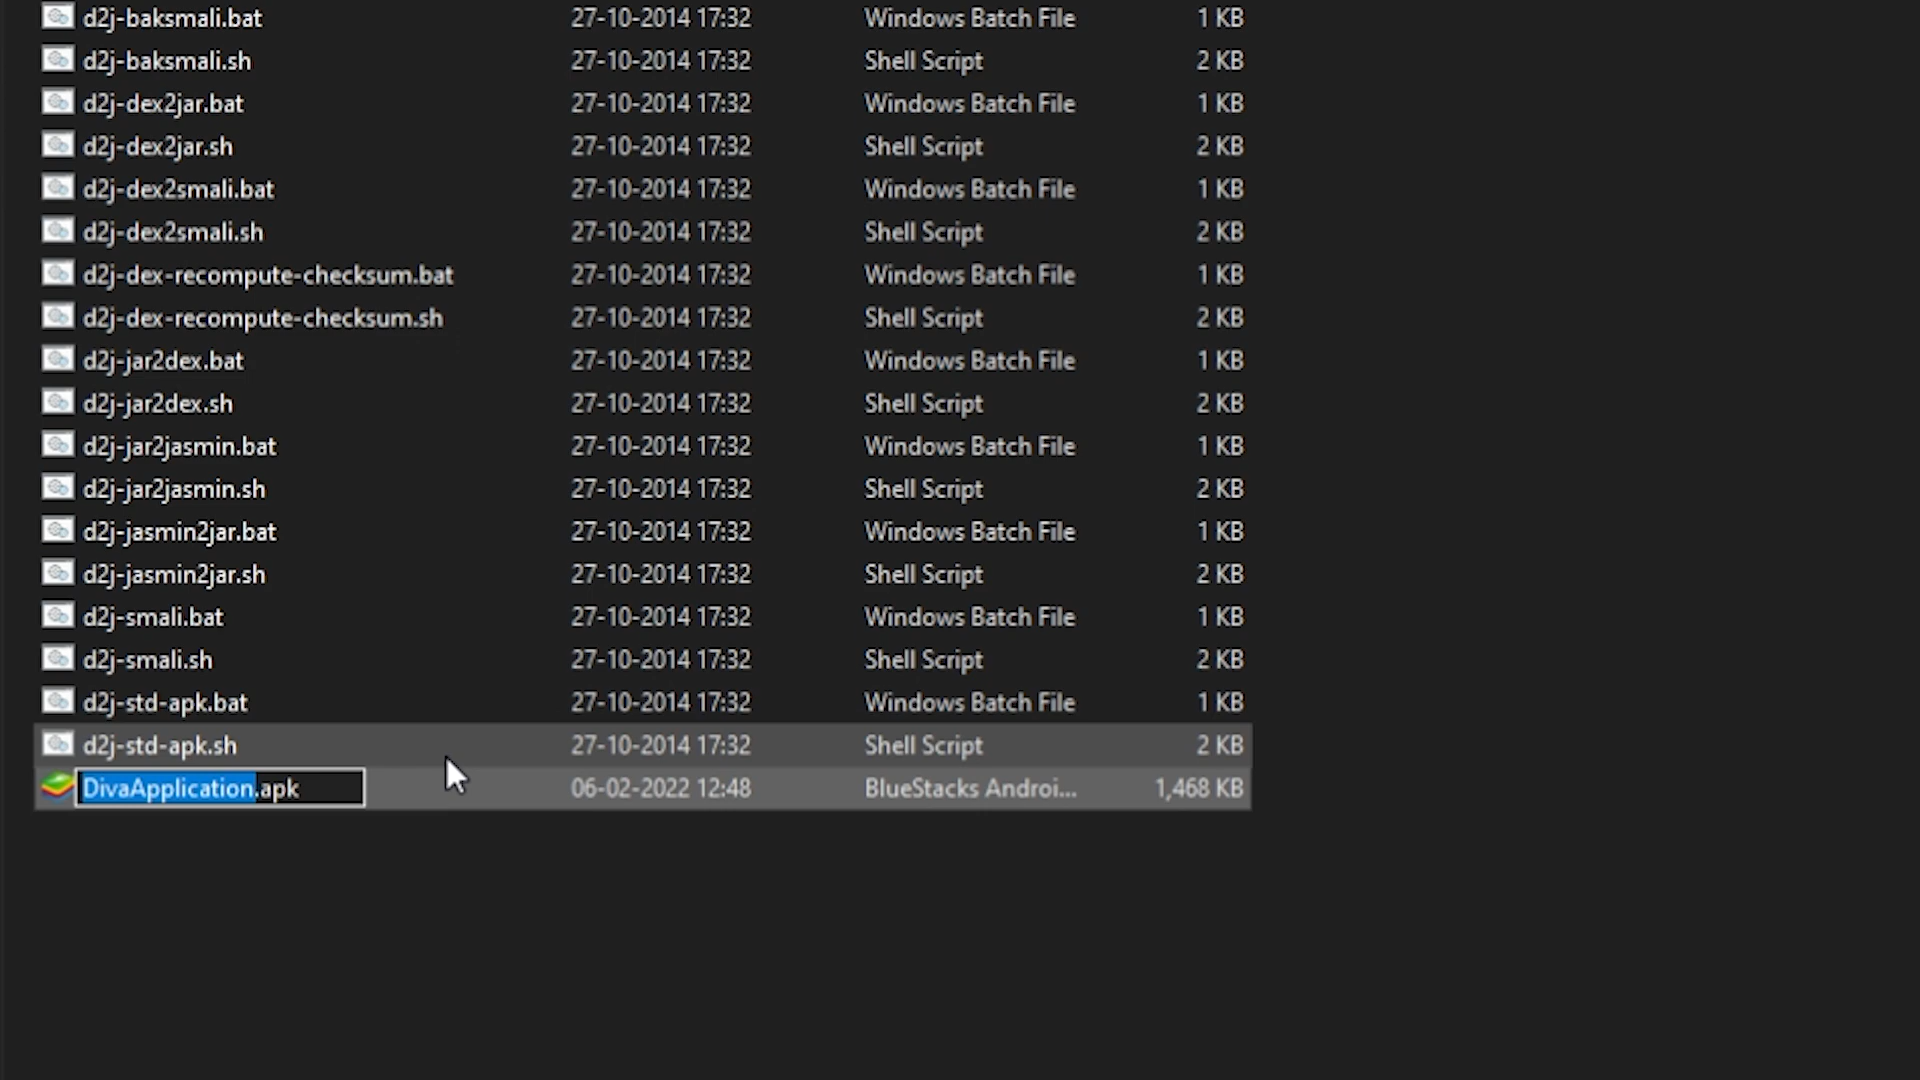 d2j-baksmali.bat 27-10-2014 17:32 Windows Batch File 1 KB
d2j-baksmali.sh 27-10-2014 17:32 Shell Script 2 KB
d2j-dex2jar.bat 27-10-2014 17:32 Windows Batch File 1 KB
d2j-dex2jar.sh 27-10-2014 17:32 Shell Script 2 KB
d2j-dex2smali.bat 27-10-2014 17:32 Windows Batch File 1 KB
d2j-dex2smali.sh 27-10-2014 17:32 Shell Script 2 KB
d2j-dex-recompute-checksum.bat 27-10-2014 17:32 Windows Batch File 1 KB
d2j-dex-recompute-checksum.sh 27-10-2014 17:32 Shell Script 2 KB
d2j-jar2dex.bat 27-10-2014 17:32 Windows Batch File 1 KB
d2j-jar2dex.sh 27-10-2014 17:32 Shell Script 2 KB
d2j-jar2jasmin.bat 27-10-2014 17:32 Windows Batch File 1 KB
d2j-jar2jasmin.sh 27-10-2014 17:32 Shell Script 2 KB
d2j-jasmin2jar.bat 27-10-2014 17:32 Windows Batch File 1 KB
d2j-jasmin2jar.sh 27-10-2014 17:32 Shell Script 2 KB
d2j-smali.bat 27-10-2014 17:32 Windows Batch File 1 KB
d2j-smali.sh 27-10-2014 17:32 Shell Script 2 KB
d2j-std-apk.bat 27-10-2014 17:32 Windows Batch File 1 KB
d2j-std-apk.sh 27-10-2014 17:32 Shell Script 2 KB
DivaApplication.apk 06-02-2022 12:48 BlueStacks Androi... 1,468 KB